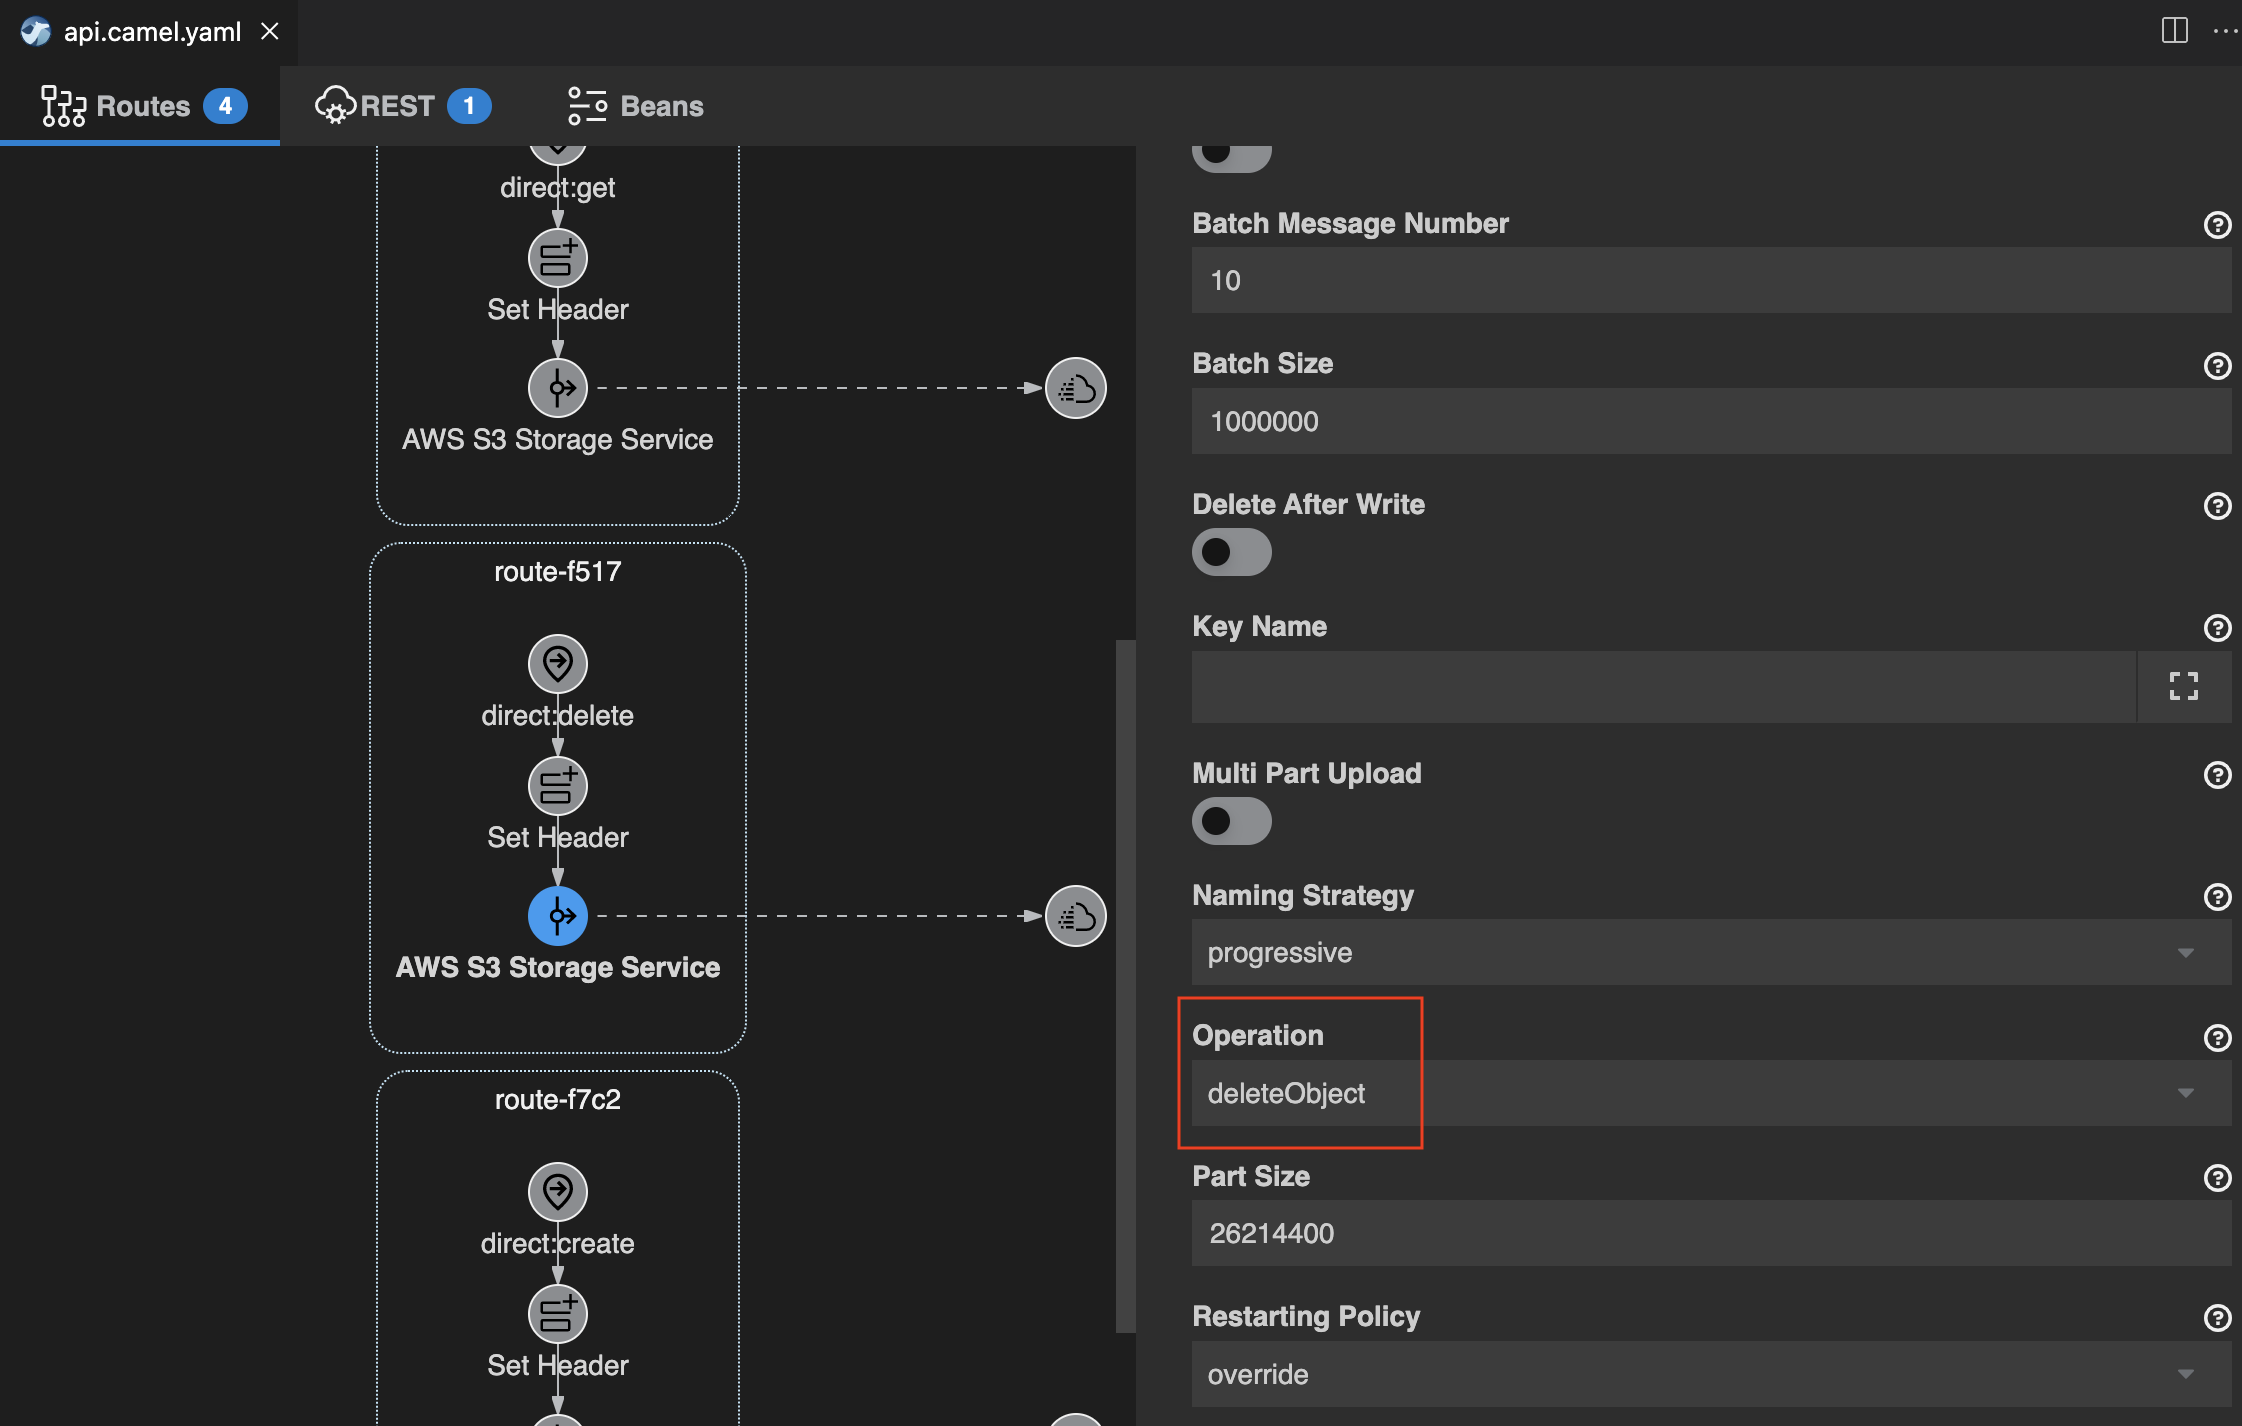 api.camel.yaml
Routes 4
REST 1
Beans
direct:get
Set Header
AWS S3 Storage Service
route-f517
direct:delete
Set Header
AWS S3 Storage Service
route-f7c2
direct:create
Set Header
Batch Message Number
10
Batch Size
1000000
Delete After Write
Key Name
Multi Part Upload
Naming Strategy
progressive
Operation
deleteObject
Part Size
26214400
Restarting Policy
override